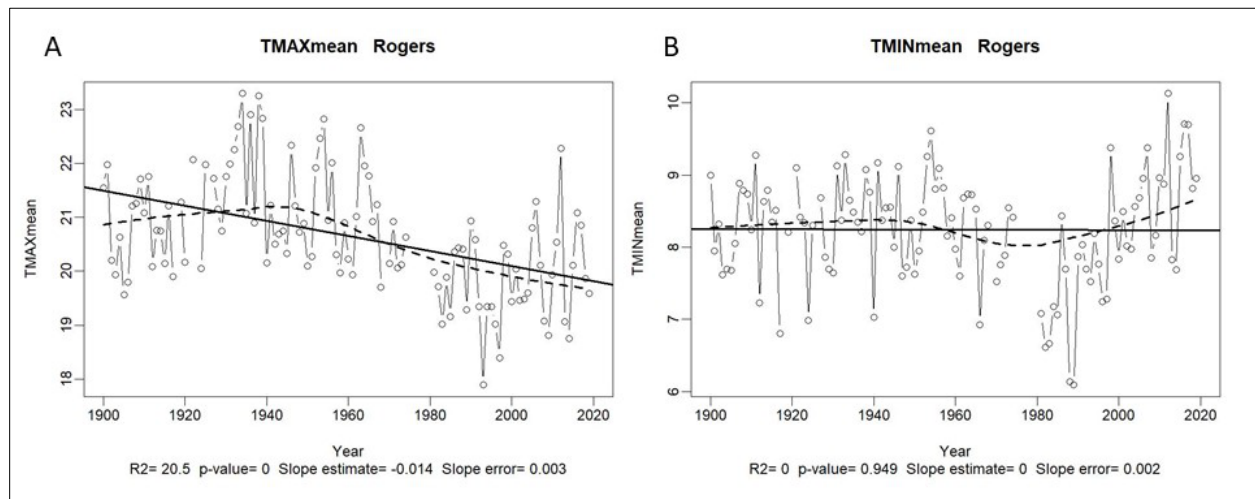 A
TMAXmean Rogers
TMAXmean
23
22
21
20
19
18
1900 1920 1940 1960 1980 2000 2020
Year
R2= 20.5 p-value= 0 Slope estimate= -0.014 Slope error= 0.003
B
TMINmean Rogers
TMINmean
10
9
8
7
6
1900 1920 1940 1960 1980 2000 2020
Year
R2= 0 p-value= 0.949 Slope estimate= 0 Slope error= 0.002